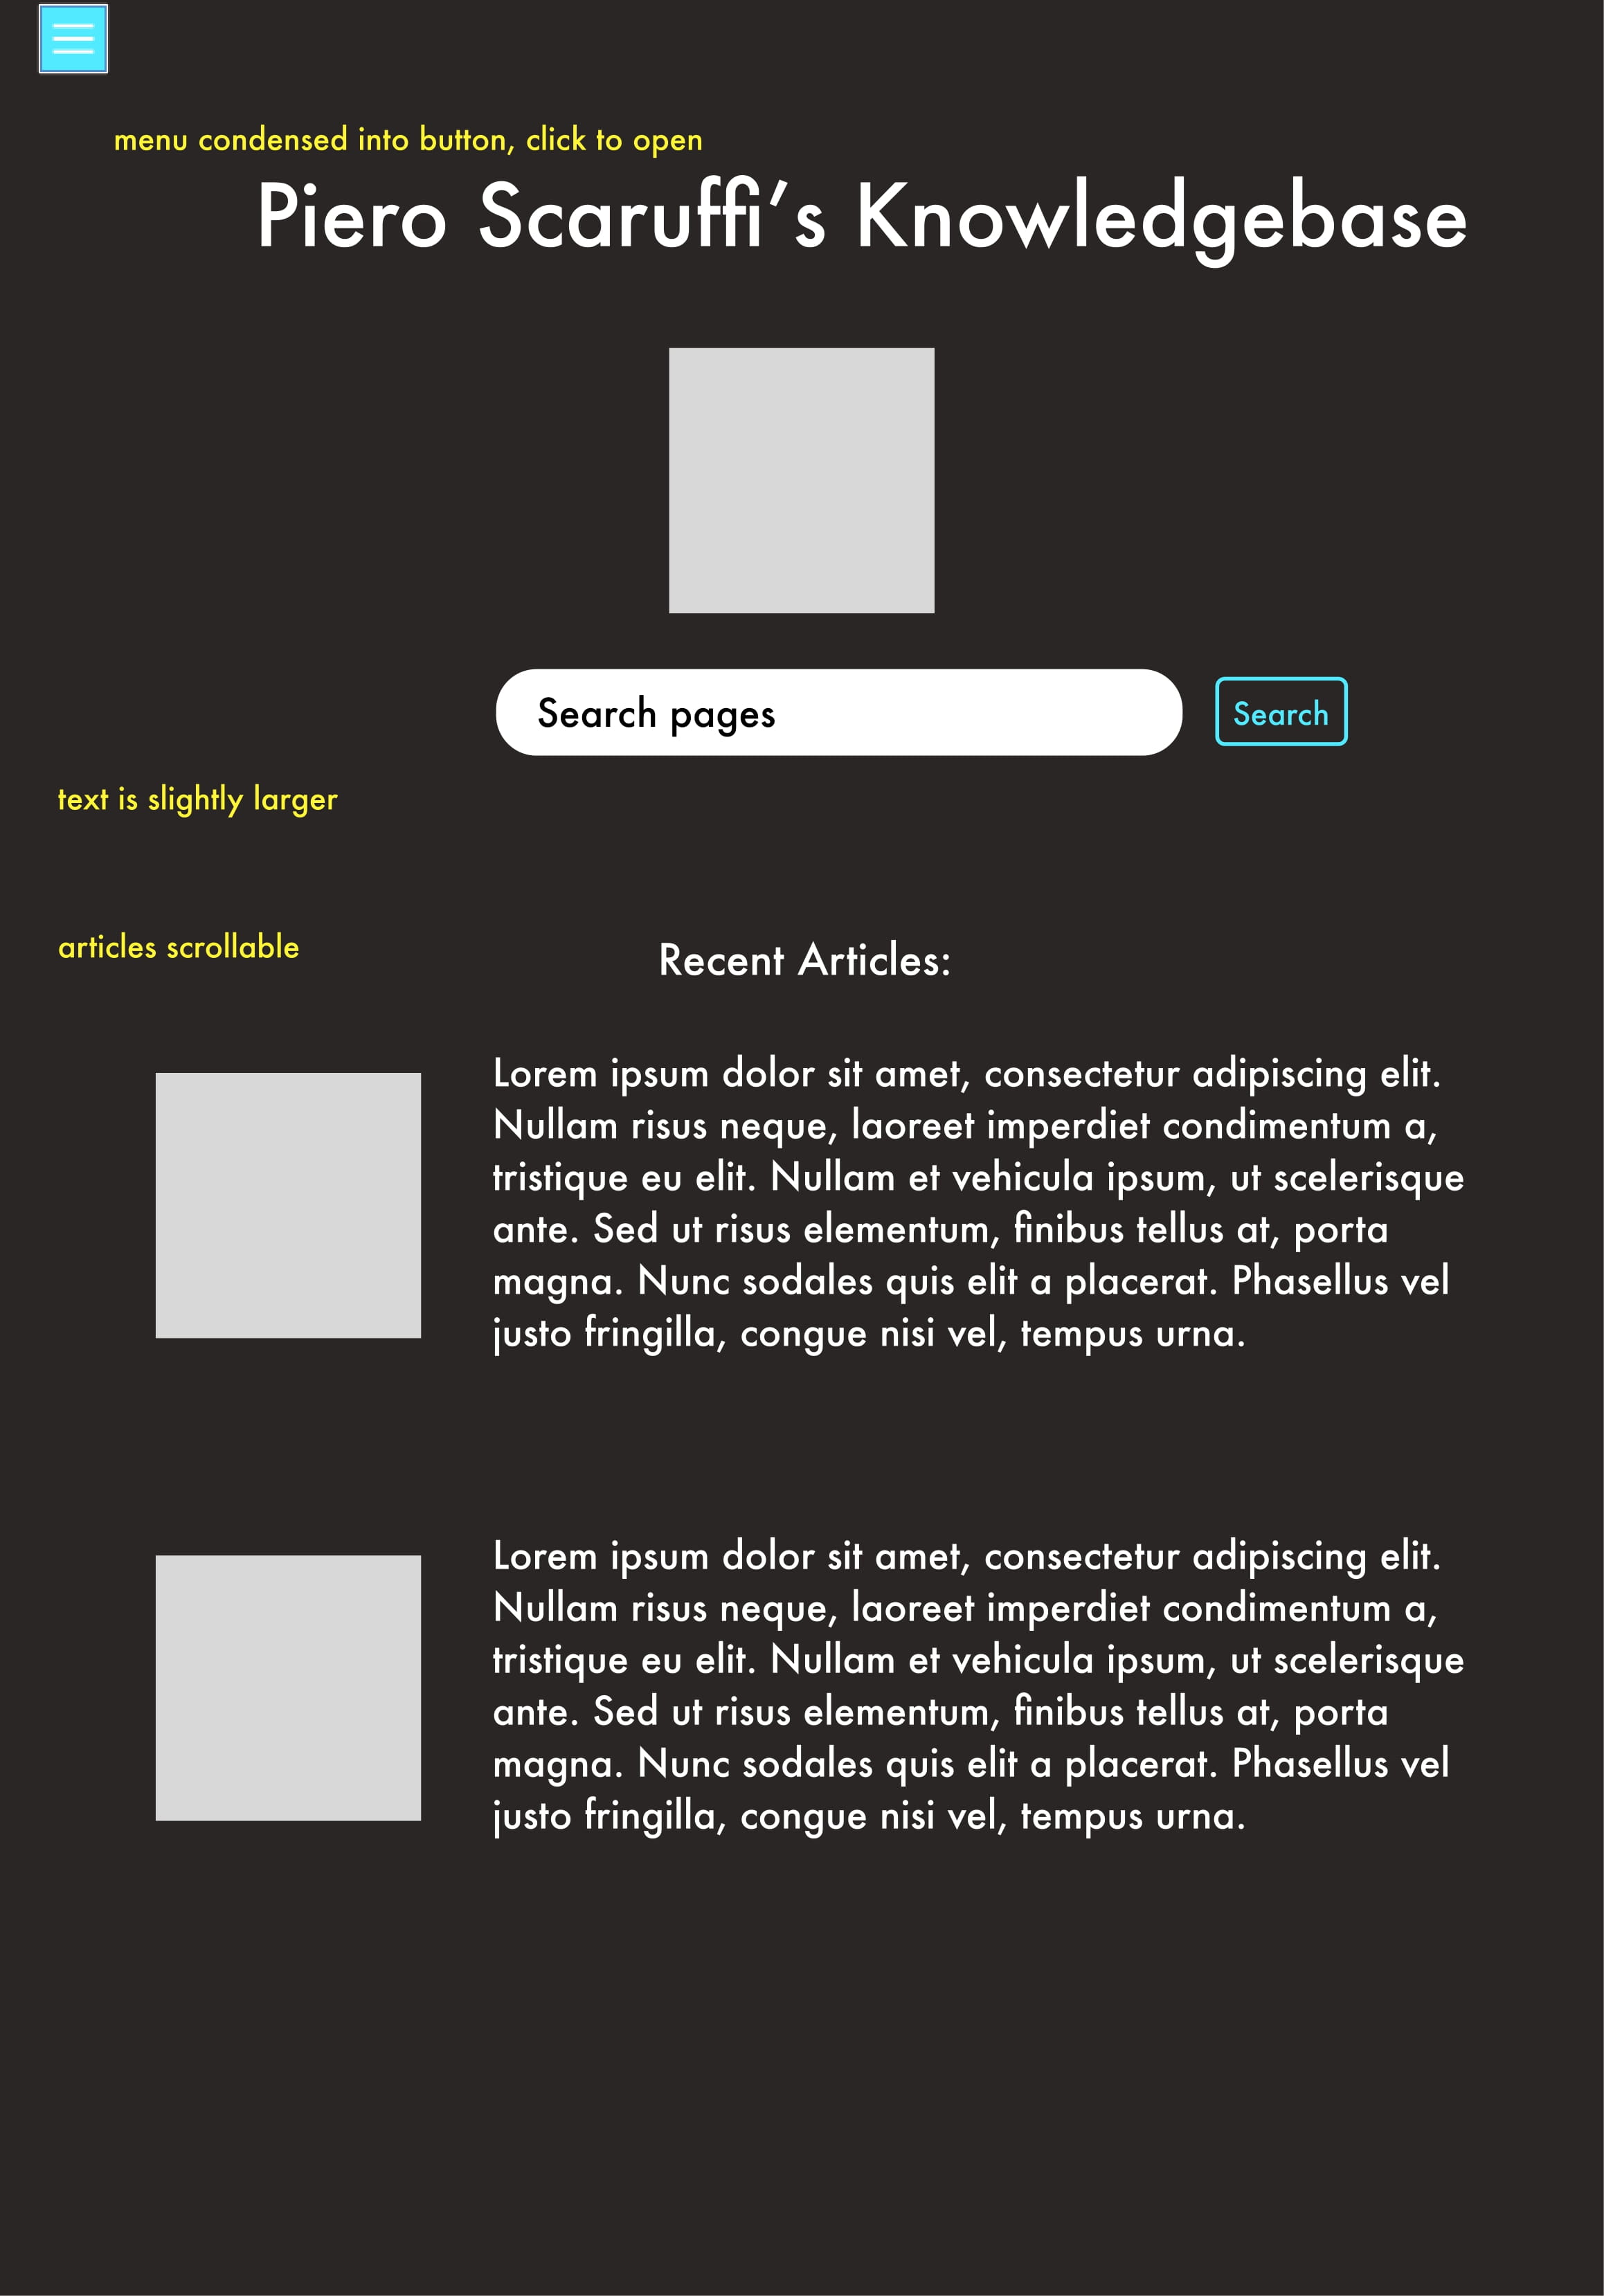 menu condensed into button, click to open
Piero Scaruffi’s Knowledgebase
Search pages
Search
text is slightly larger
articles scrollable
Recent Articles:
Lorem ipsum dolor sit amet, consectetur adipiscing elit.
Nullam risus neque, laoreet imperdiet condimentum a,
tristique eu elit. Nullam et vehicula ipsum, ut scelerisque
ante. Sed ut risus elementum, finibus tellus at, porta
magna. Nunc sodales quis elit a placerat. Phasellus vel
justo fringilla, congue nisi vel, tempus urna.
Lorem ipsum dolor sit amet, consectetur adipiscing elit.
Nullam risus neque, laoreet imperdiet condimentum a,
tristique eu elit. Nullam et vehicula ipsum, ut scelerisque
ante. Sed ut risus elementum, finibus tellus at, porta
magna. Nunc sodales quis elit a placerat. Phasellus vel
justo fringilla, congue nisi vel, tempus urna.